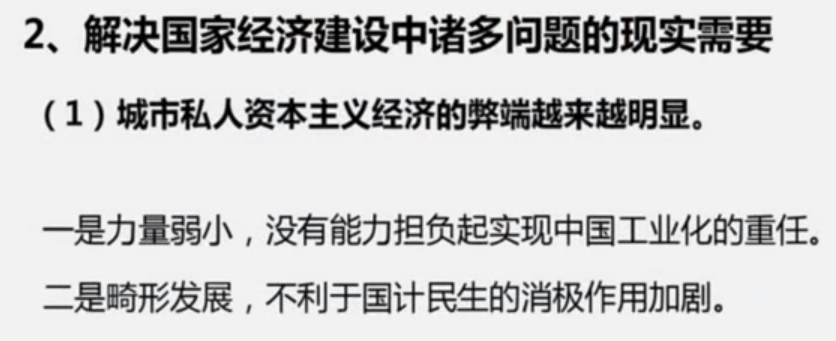 2、解决国家经济建设中诸多问题的现实需要
（1）城市私人资本主义经济的弊端越来越明显。
一是力量弱小，没有能力担负起实现中国工业化的重任。
二是畸形发展，不利于国计民生的消极作用加剧。